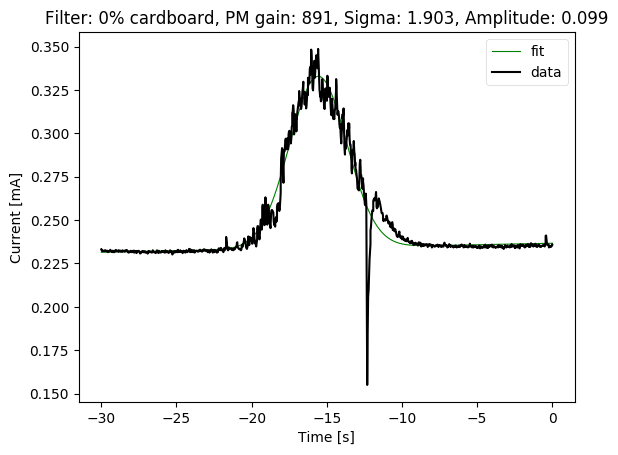 Filter: 0% cardboard, PM gain: 891, Sigma: 1.903, Amplitude: 0.099
fit
data
0.350
0.325
0.300
0.275
0.250
0.225
0.200
0.175
0.150
Current [mA]
−30 −25 −20 −15 −10 −5 0
Time [s]